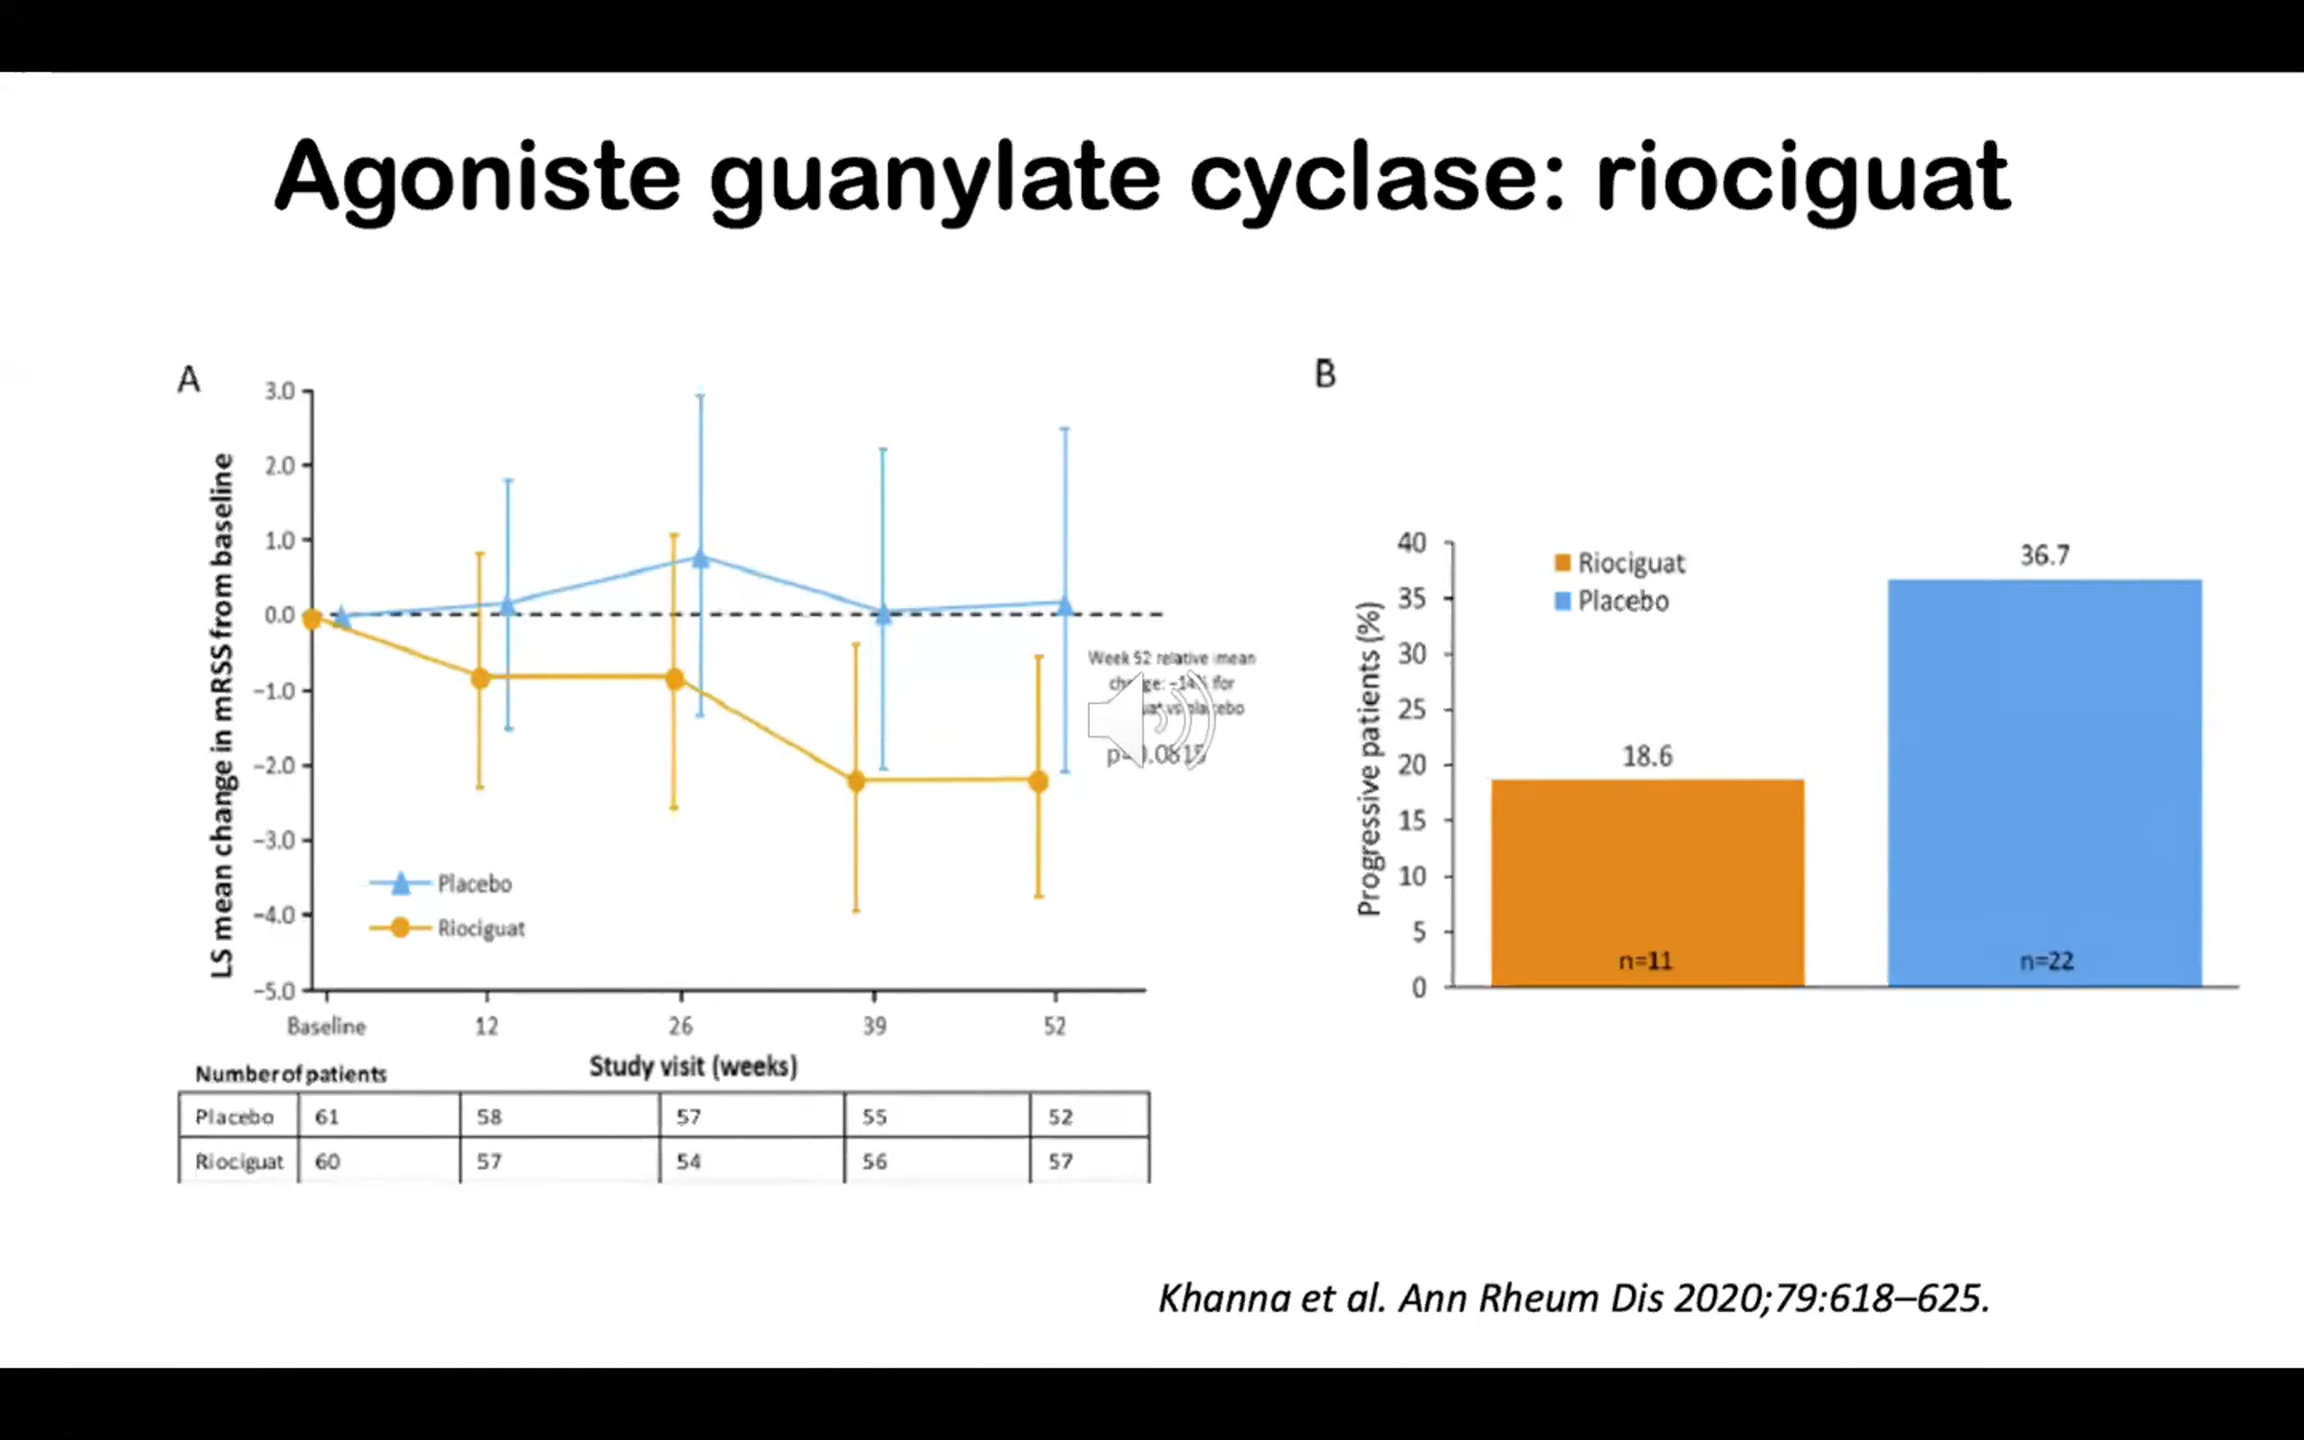 Agoniste guanylate cyclase: riociguat
A
LS mean change in mRSS from baseline
3.0
2.0
1.0
0.0
−1.0
−2.0
−3.0
−4.0
−5.0
Placebo
Riociguat
Week 52 relative mean
for
vs placebo
Baseline 12 26 39 52
Study visit (weeks)
Number of patients
Placebo 61 58 57 55 52
Riociguat 60 57 54 56 57
B
Progressive patients (%)
40
35
30
25
20
15
10
5
0
Riociguat
Placebo
18.6
36.7
n=11
n=22
Khanna et al. Ann Rheum Dis 2020;79:618–625.